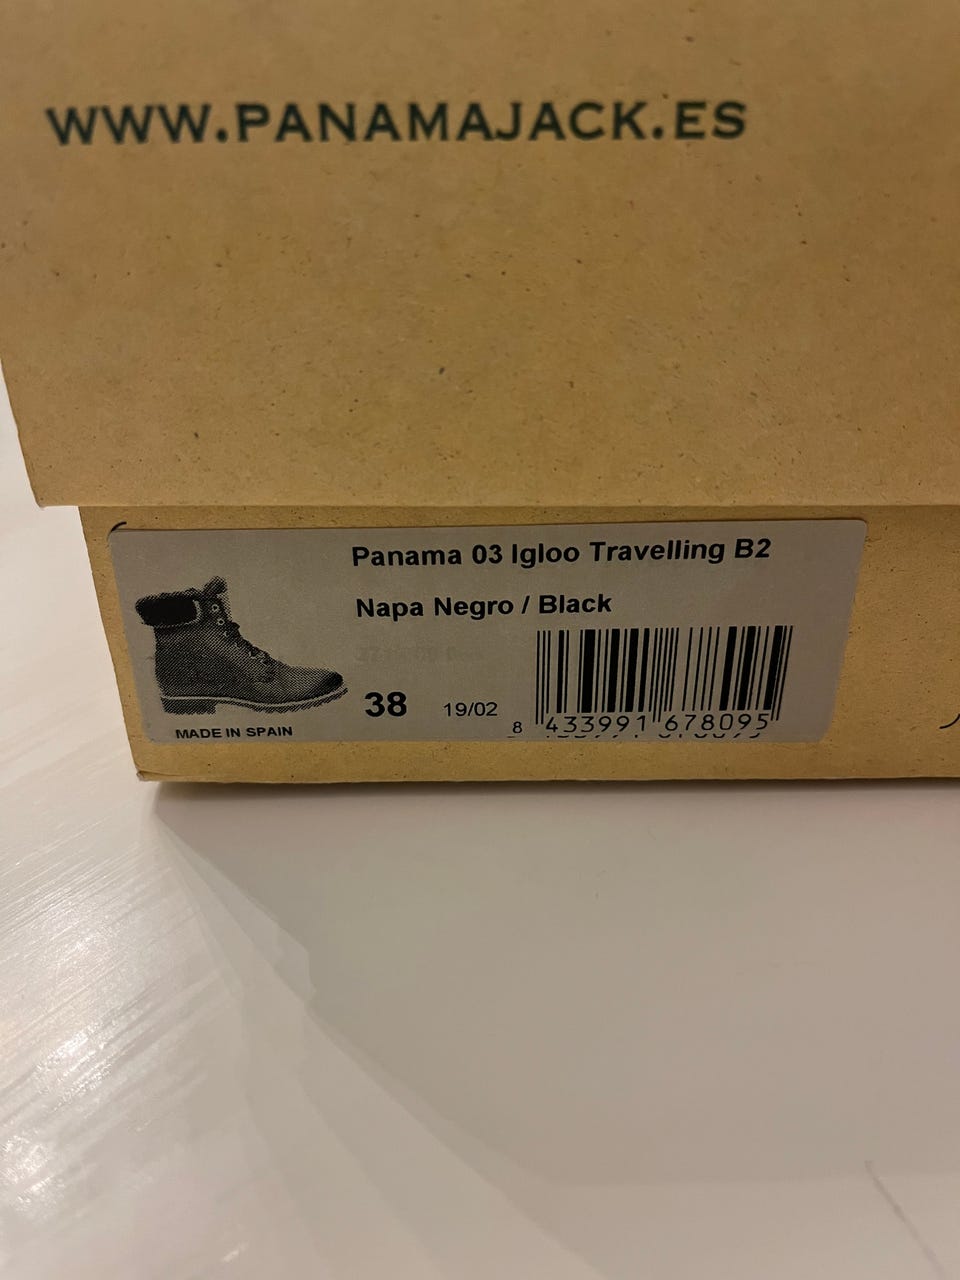 WWW.PANAMAJACK.ES
Panama 03 Igloo Travelling B2
Napa Negro / Black
38
19/02
8 433991 678095
MADE IN SPAIN